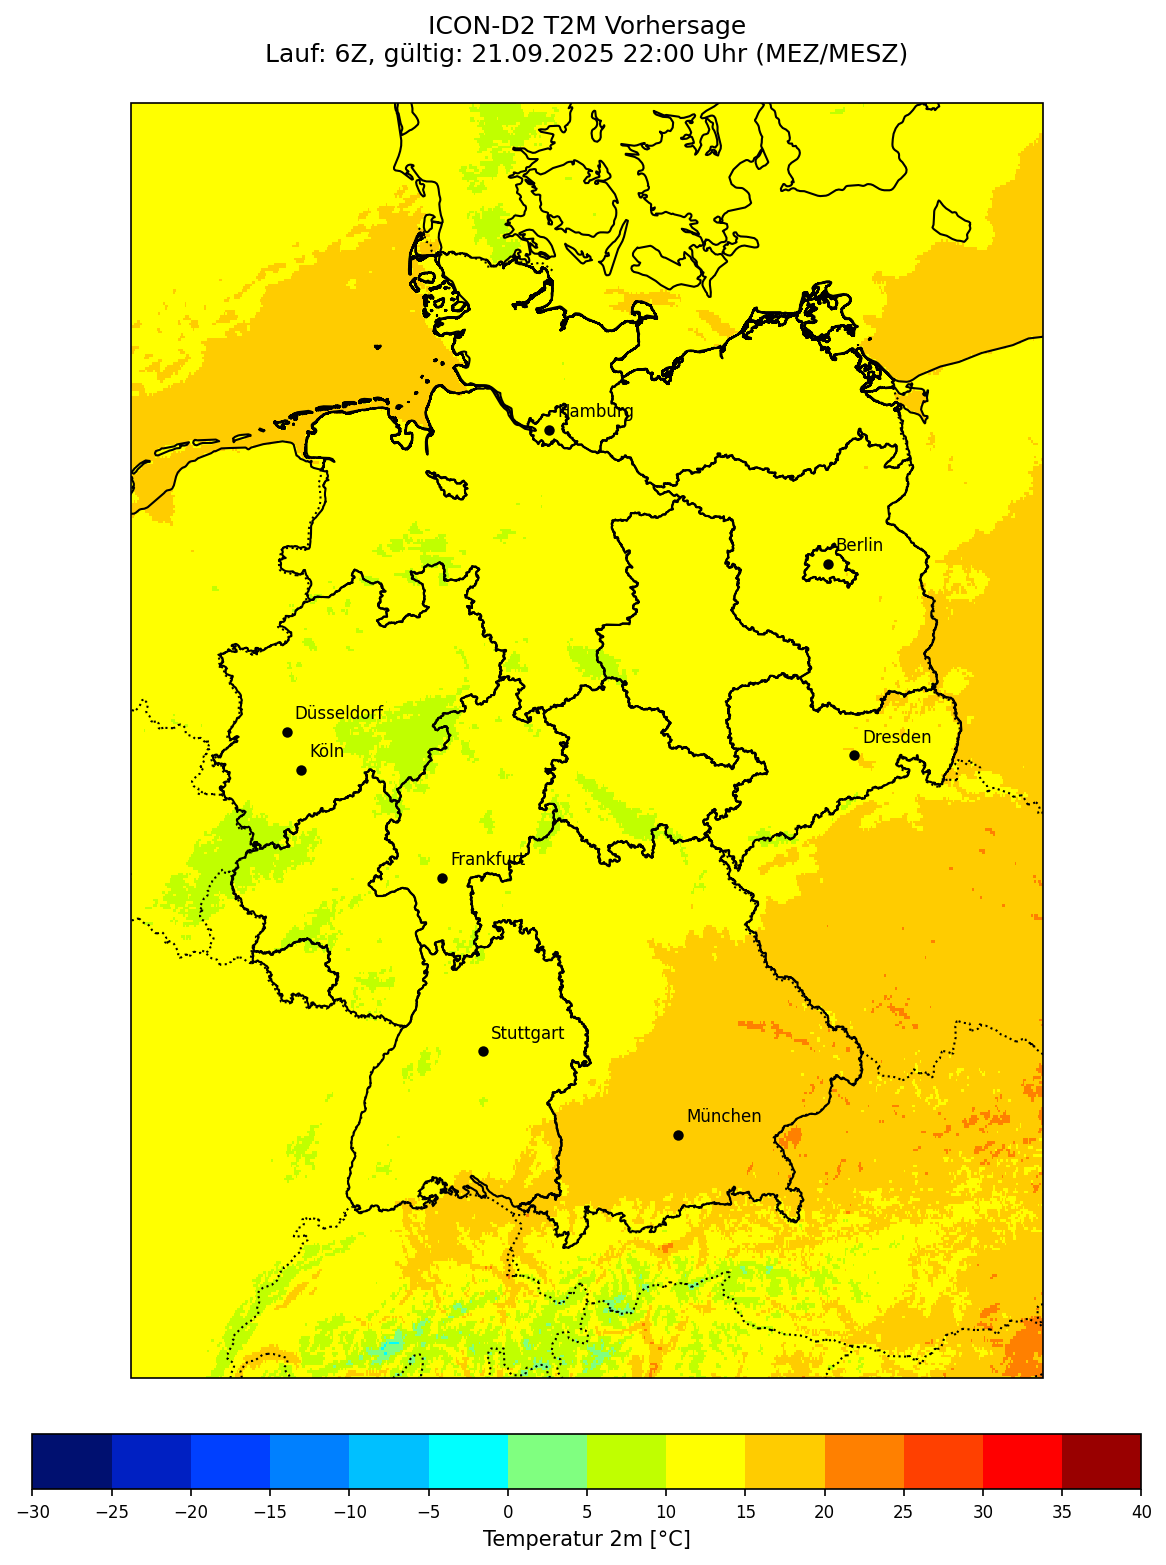 ICON-D2 T2M Vorhersage
Lauf: 6Z, gültig: 21.09.2025 22:00 Uhr (MEZ/MESZ)
Hamburg
Berlin
Düsseldorf
Dresden
Köln
Frankfurt
Stuttgart
München
−30 −25 −20 −15 −10 −5 0 5 10 15 20 25 30 35 40
Temperatur 2m [°C]